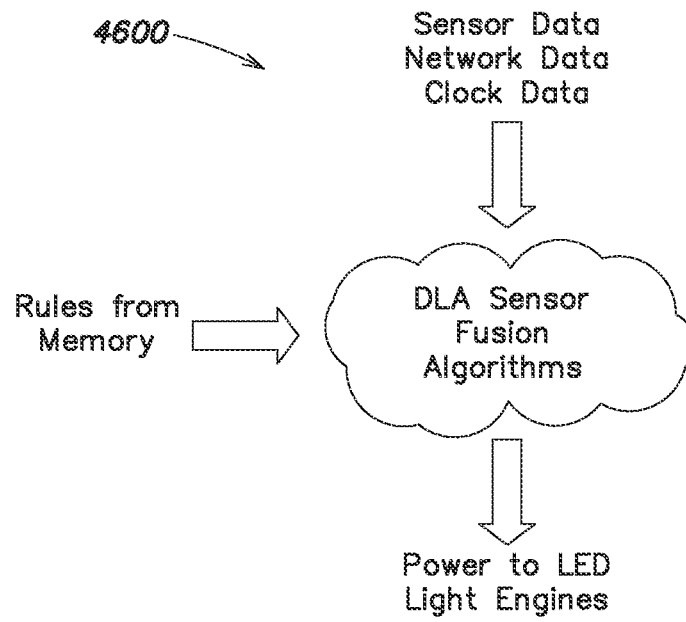 4600
Sensor Data
Network Data
Clock Data
Rules from
Memory
DLA Sensor
Fusion
Algorithms
Power to LED
Light Engines